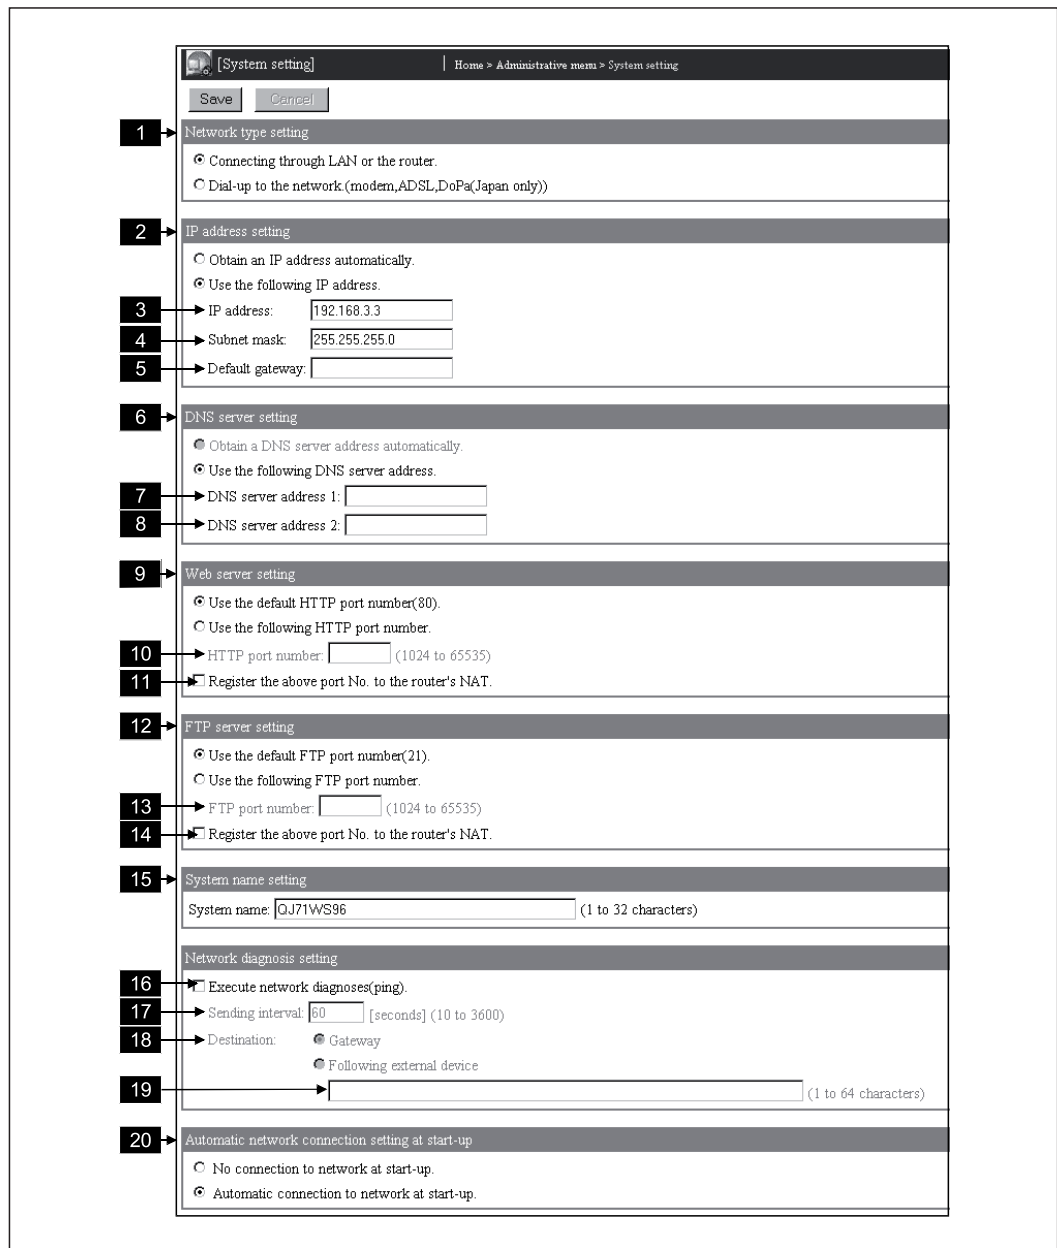 [System setting] Home > Administrative menu > System setting
Save Cancel
1 Network type setting
Connecting through LAN or the router.
Dial-up to the network.(modem,ADSL,DoPa(Japan only))
2 IP address setting
Obtain an IP address automatically.
Use the following IP address.
3 IP address: 192.168.3.3
4 Subnet mask: 255.255.255.0
5 Default gateway:
6 DNS server setting
Obtain a DNS server address automatically.
Use the following DNS server address.
7 DNS server address 1:
8 DNS server address 2:
9 Web server setting
Use the default HTTP port number(80).
Use the following HTTP port number.
10 HTTP port number: (1024 to 65535)
11 Register the above port No. to the router's NAT.
12 FTP server setting
Use the default FTP port number(21).
Use the following FTP port number.
13 FTP port number: (1024 to 65535)
14 Register the above port No. to the router's NAT.
15 System name setting
System name: QJ71WS96 (1 to 32 characters)
Network diagnosis setting
16 Execute network diagnoses(ping).
17 Sending interval: 60 [seconds] (10 to 3600)
18 Destination: Gateway
Following external device
19 (1 to 64 characters)
20 Automatic network connection setting at start-up
No connection to network at start-up.
Automatic connection to network at start-up.